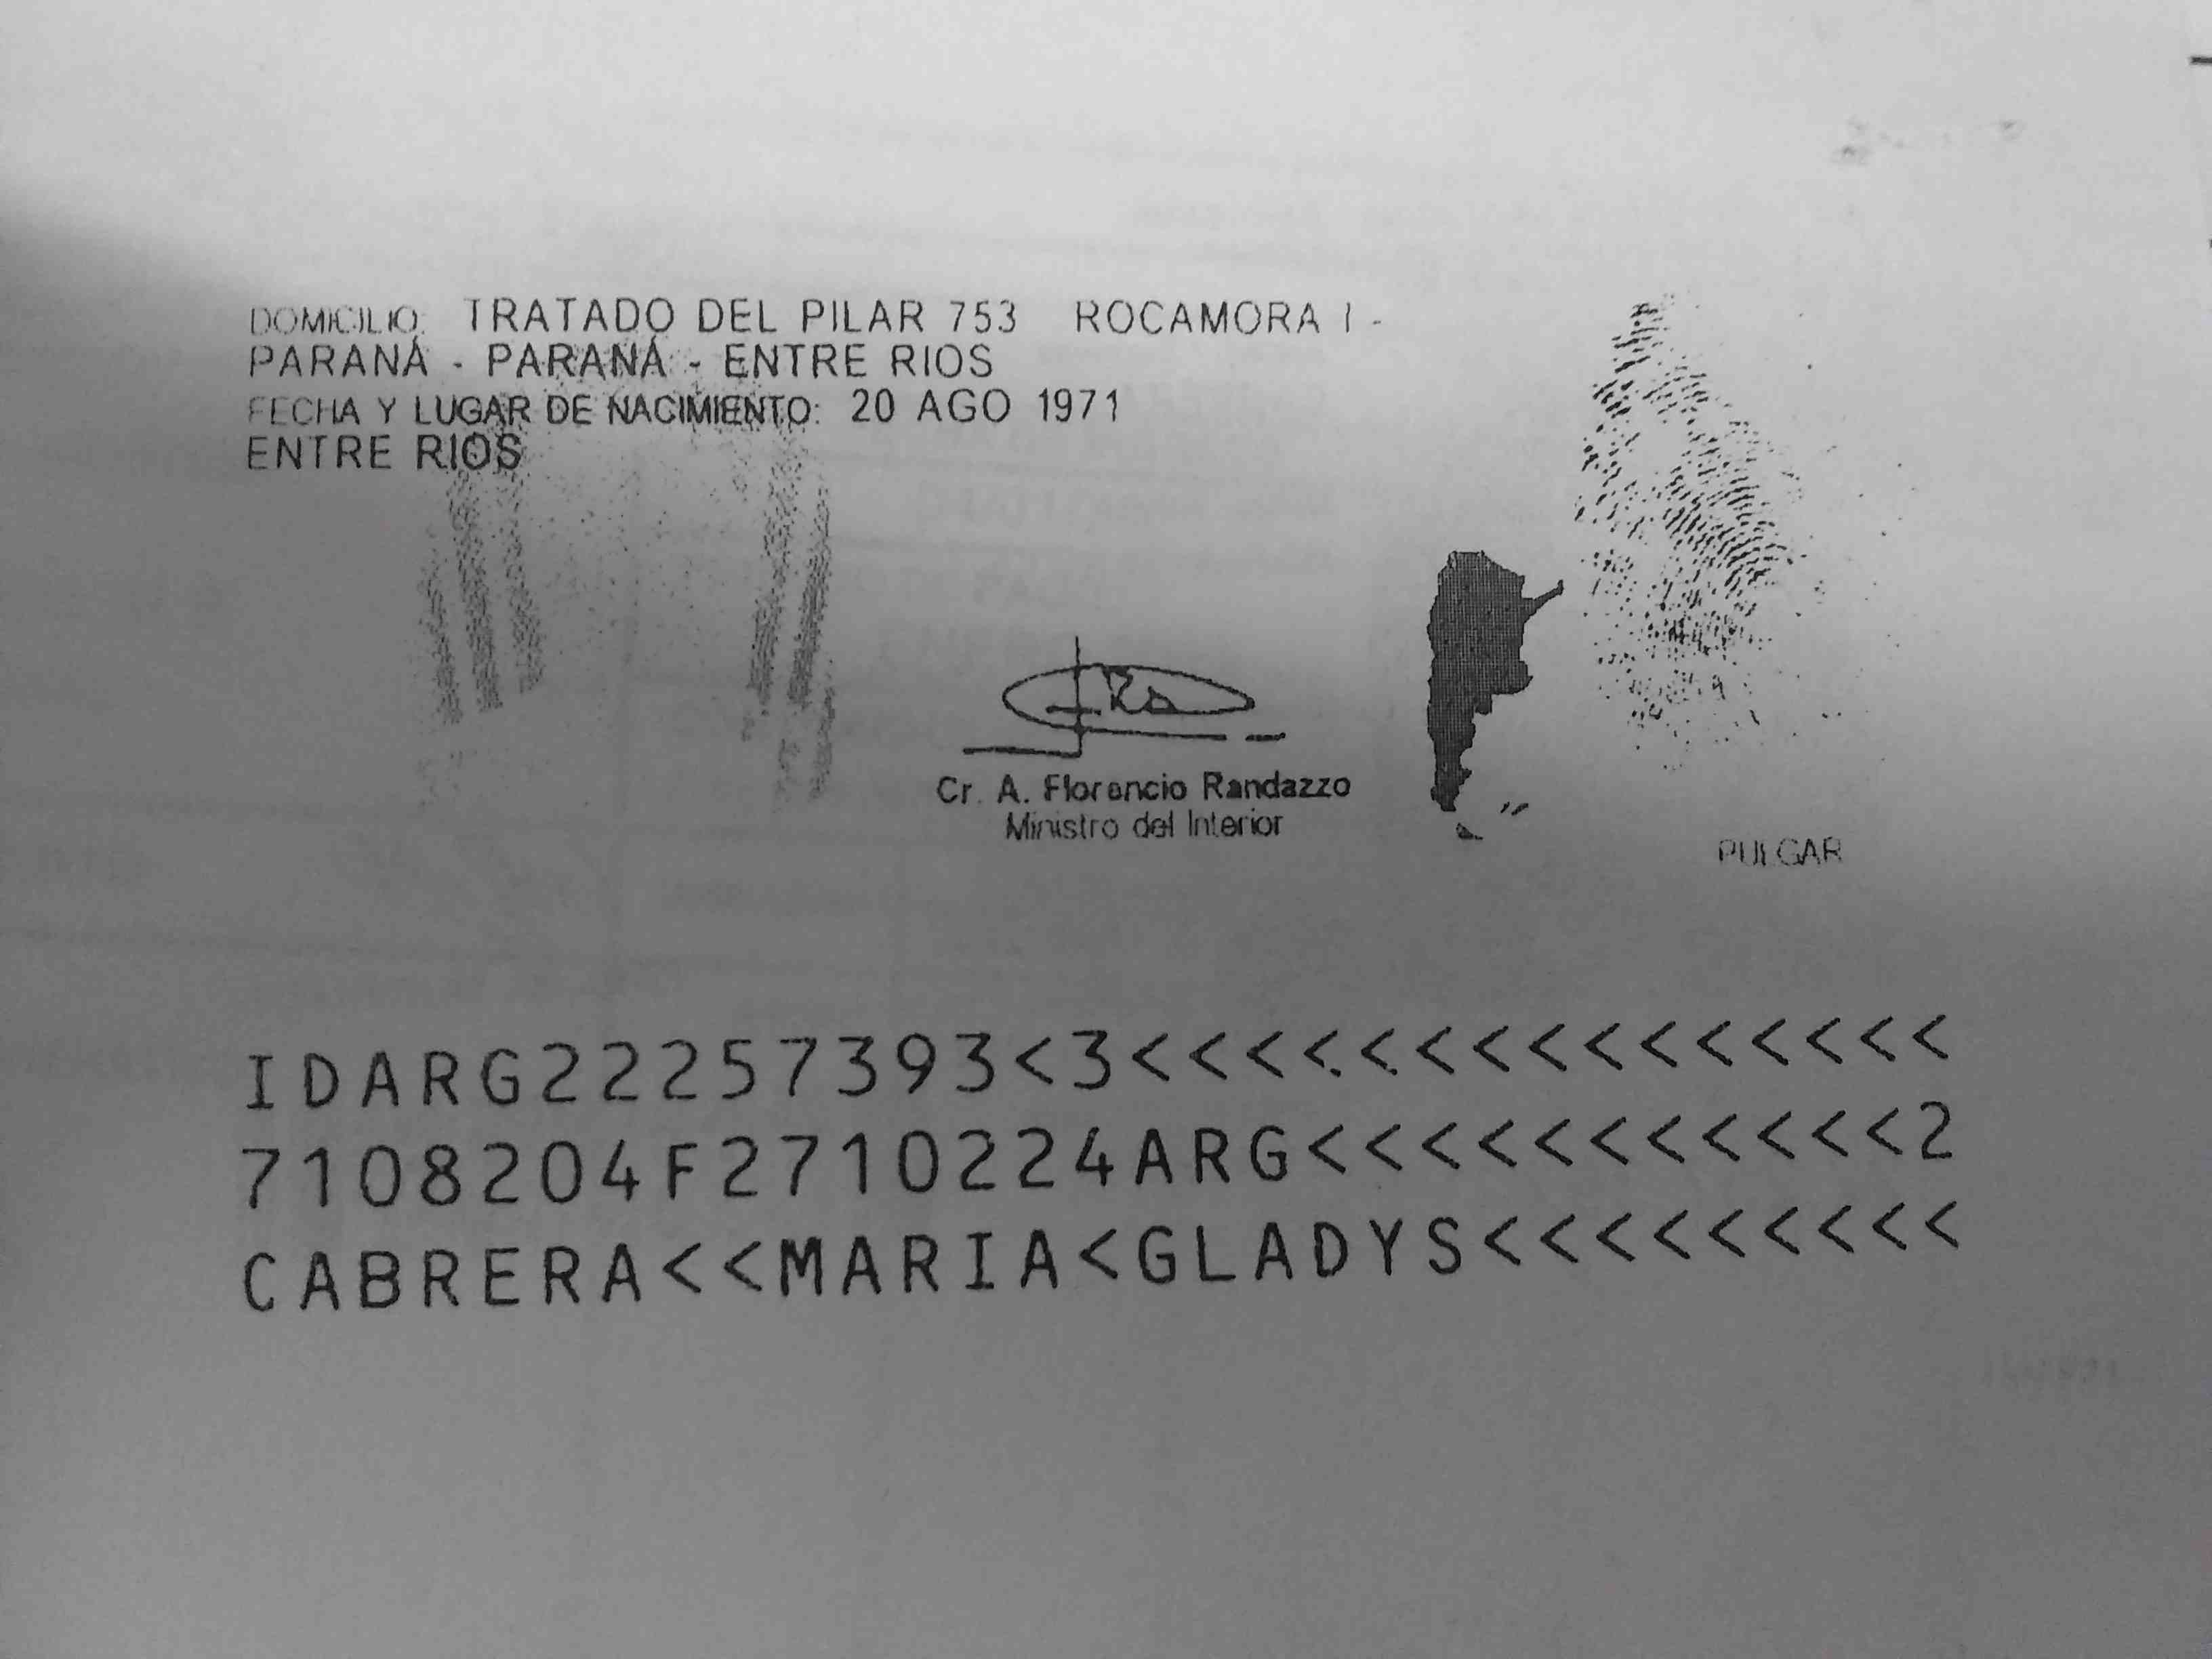 DOMICILIO: TRATADO DEL PILAR 753 ROCAMORA I -
PARANÁ - PARANÁ - ENTRE RIOS
FECHA Y LUGAR DE NACIMIENTO: 20 AGO 1971
ENTRE RIOS
Cr. A. Florencio Randazzo
Ministro del Interior
PULGAR
IDARG22257393<3<<<<<<<<<<<<<<<
7108204F2710224ARG<<<<<<<<<<<2
CABRERA<<MARIA<GLADYS<<<<<<<<<